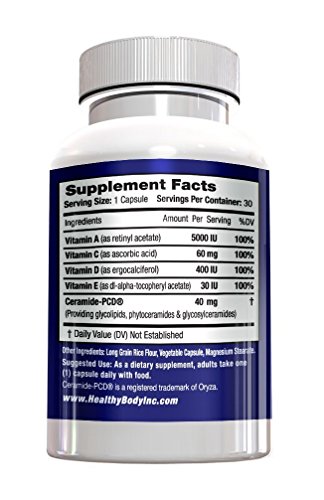 Supplement Facts
Serving Size: 1 Capsule Servings Per Container: 30
Ingredients Amount Per Serving %DV
Vitamin A (as retinyl acetate) 5000 IU 100%
Vitamin C (as ascorbic acid) 60 mg 100%
Vitamin D (as ergocalciferol) 400 IU 100%
Vitamin E (as dl-alpha-tocopheryl acetate) 30 IU 100%
Ceramide-PCD® 40 mg †
(Providing glycolipids, phytoceramides & glycosylceramides)
† Daily Value (DV) Not Established
Other Ingredients: Long Grain Rice Flour, Vegetable Capsule, Magnesium Stearate.
Suggested Use: As a dietary supplement, adults take one
(1) capsule daily with food.
Ceramide-PCD® is a registered trademark of Oryza.
www.HealthyBodyInc.com